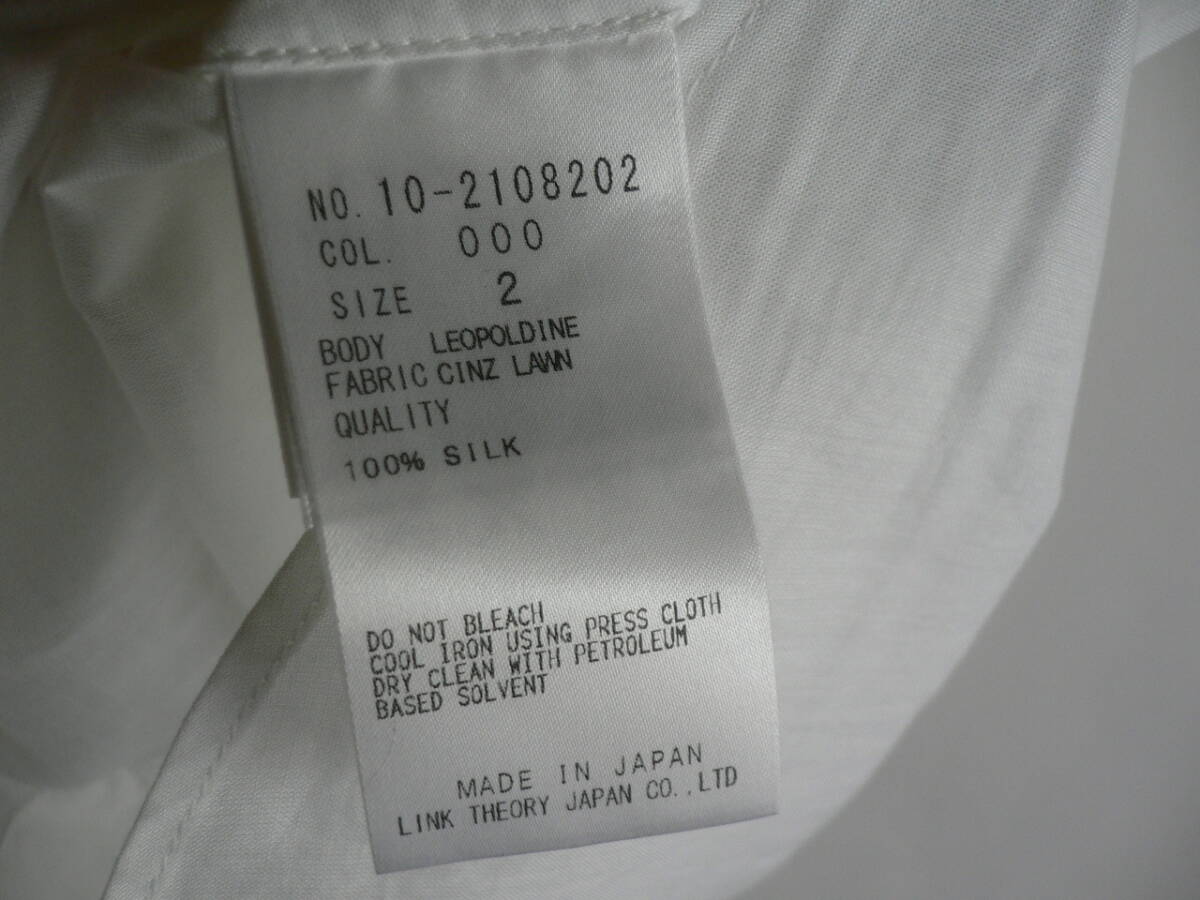 NO. 10-2108202
COL. 000
SIZE 2
BODY LEOPOLDINE
FABRIC CINZ LAWN
QUALITY
100% SILK
DO NOT BLEACH
COOL IRON USING PRESS CLOTH
DRY CLEAN WITH PETROLEUM
BASED SOLVENT
MADE IN JAPAN
LINK THEORY JAPAN CO.,LTD